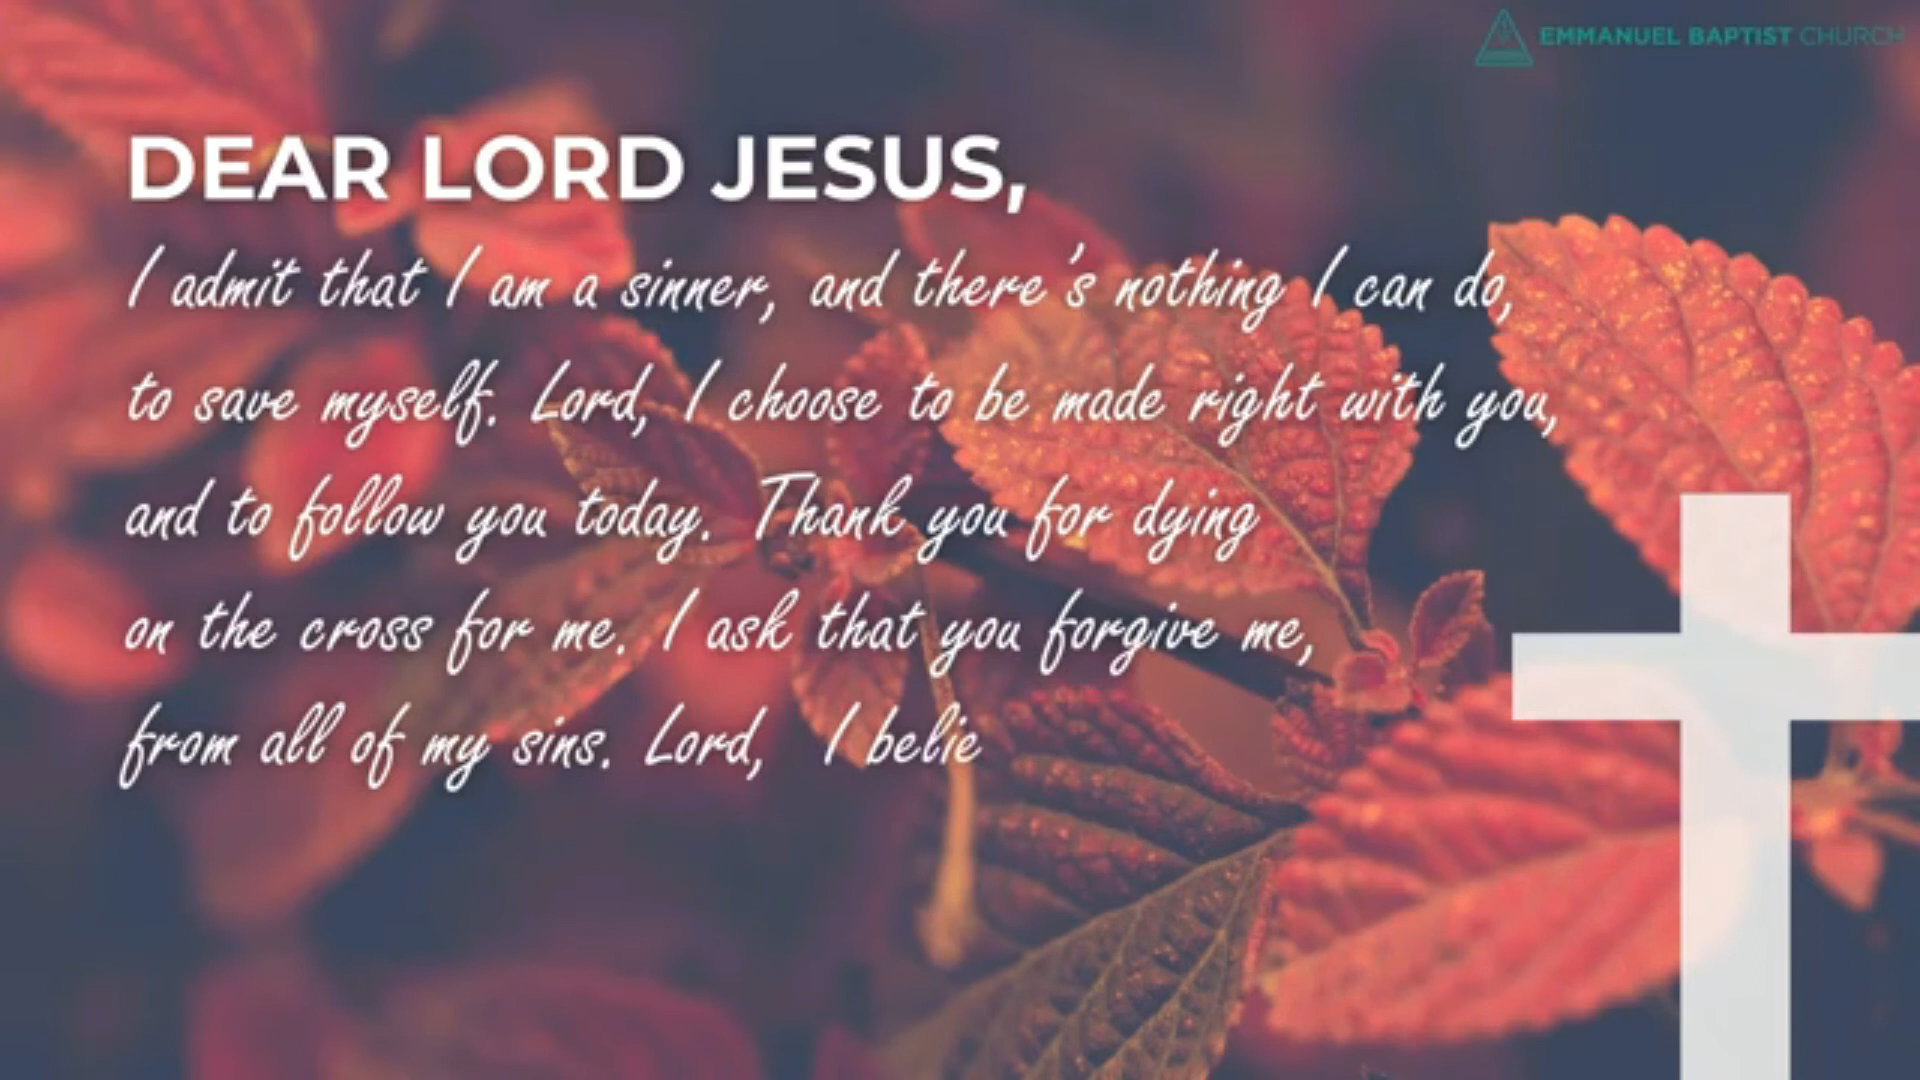 EMMANUEL BAPTIST CHURCH
DEAR LORD JESUS,
I admit that I am a sinner, and there's nothing I can do,
to save myself. Lord, I choose to be made right with you,
and to follow you today. Thank you for dying
on the cross for me. I ask that you forgive me,
from all of my sins. Lord, I belie